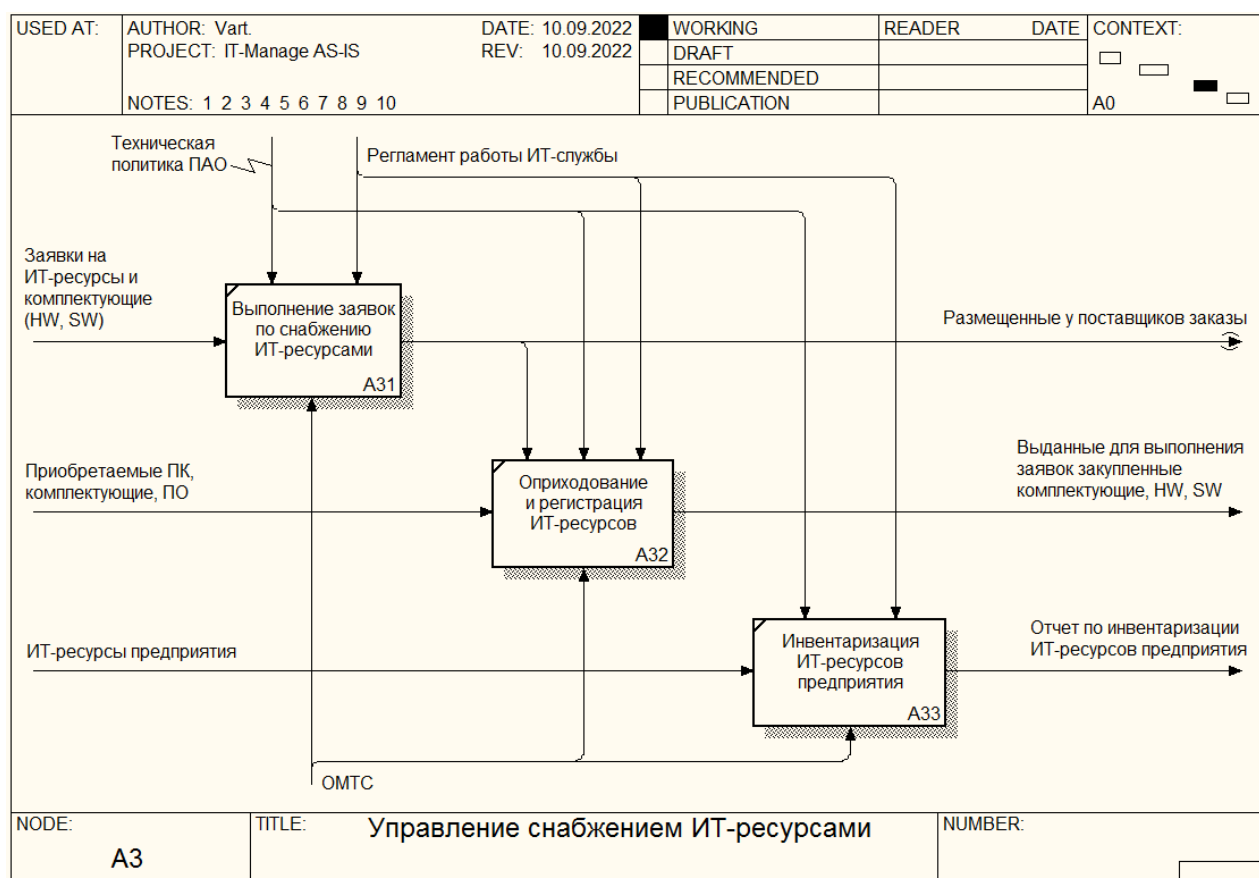 USED AT:
AUTHOR: Vart.
DATE: 10.09.2022
PROJECT: IT-Manage AS-IS
REV: 10.09.2022
NOTES: 1 2 3 4 5 6 7 8 9 10
WORKING
DRAFT
RECOMMENDED
PUBLICATION
READER
DATE
CONTEXT:
A0
Техническая
политика ПАО
Регламент работы ИТ-службы
Заявки на
ИТ-ресурсы и
комплектующие
(HW, SW)
Выполнение заявок
по снабжению
ИТ-ресурсами
A31
Размещенные у поставщиков заказы
Приобретаемые ПК,
комплектующие, ПО
Оприходование
и регистрация
ИТ-ресурсов
A32
Выданные для выполнения
заявок закупленные
комплектующие, HW, SW
ИТ-ресурсы предприятия
Инвентаризация
ИТ-ресурсов
предприятия
A33
Отчет по инвентаризации
ИТ-ресурсов предприятия
ОМТС
NODE:
A3
TITLE:
Управление снабжением ИТ-ресурсами
NUMBER: